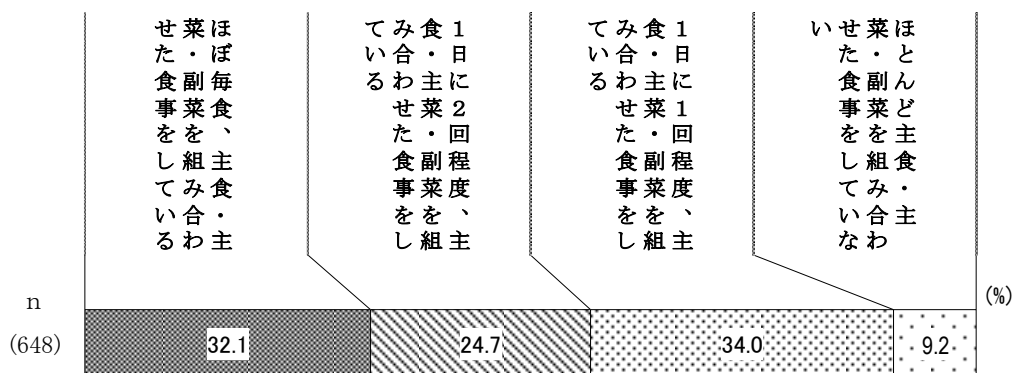 ほぼ毎食、主食・主
菜・副菜を組み合わ
せた食事をしている
1日に2回程度、主
食・主菜・副菜を組
み合わせた食事をし
ている
1日に1回程度、主
食・主菜・副菜を組
み合わせた食事をし
ている
ほとんど主食・主
菜・副菜を組み合わ
せた食事をしていな
い
(%)
n
(648)
32.1
24.7
34.0
9.2